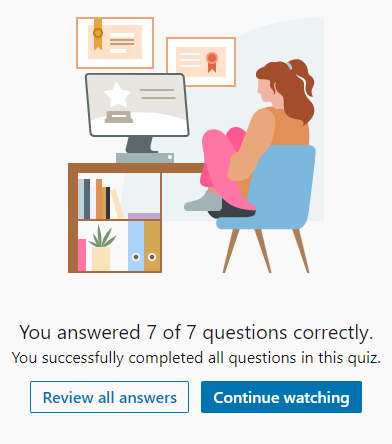 You answered 7 of 7 questions correctly.
You successfully completed all questions in this quiz.
Review all answers
Continue watching